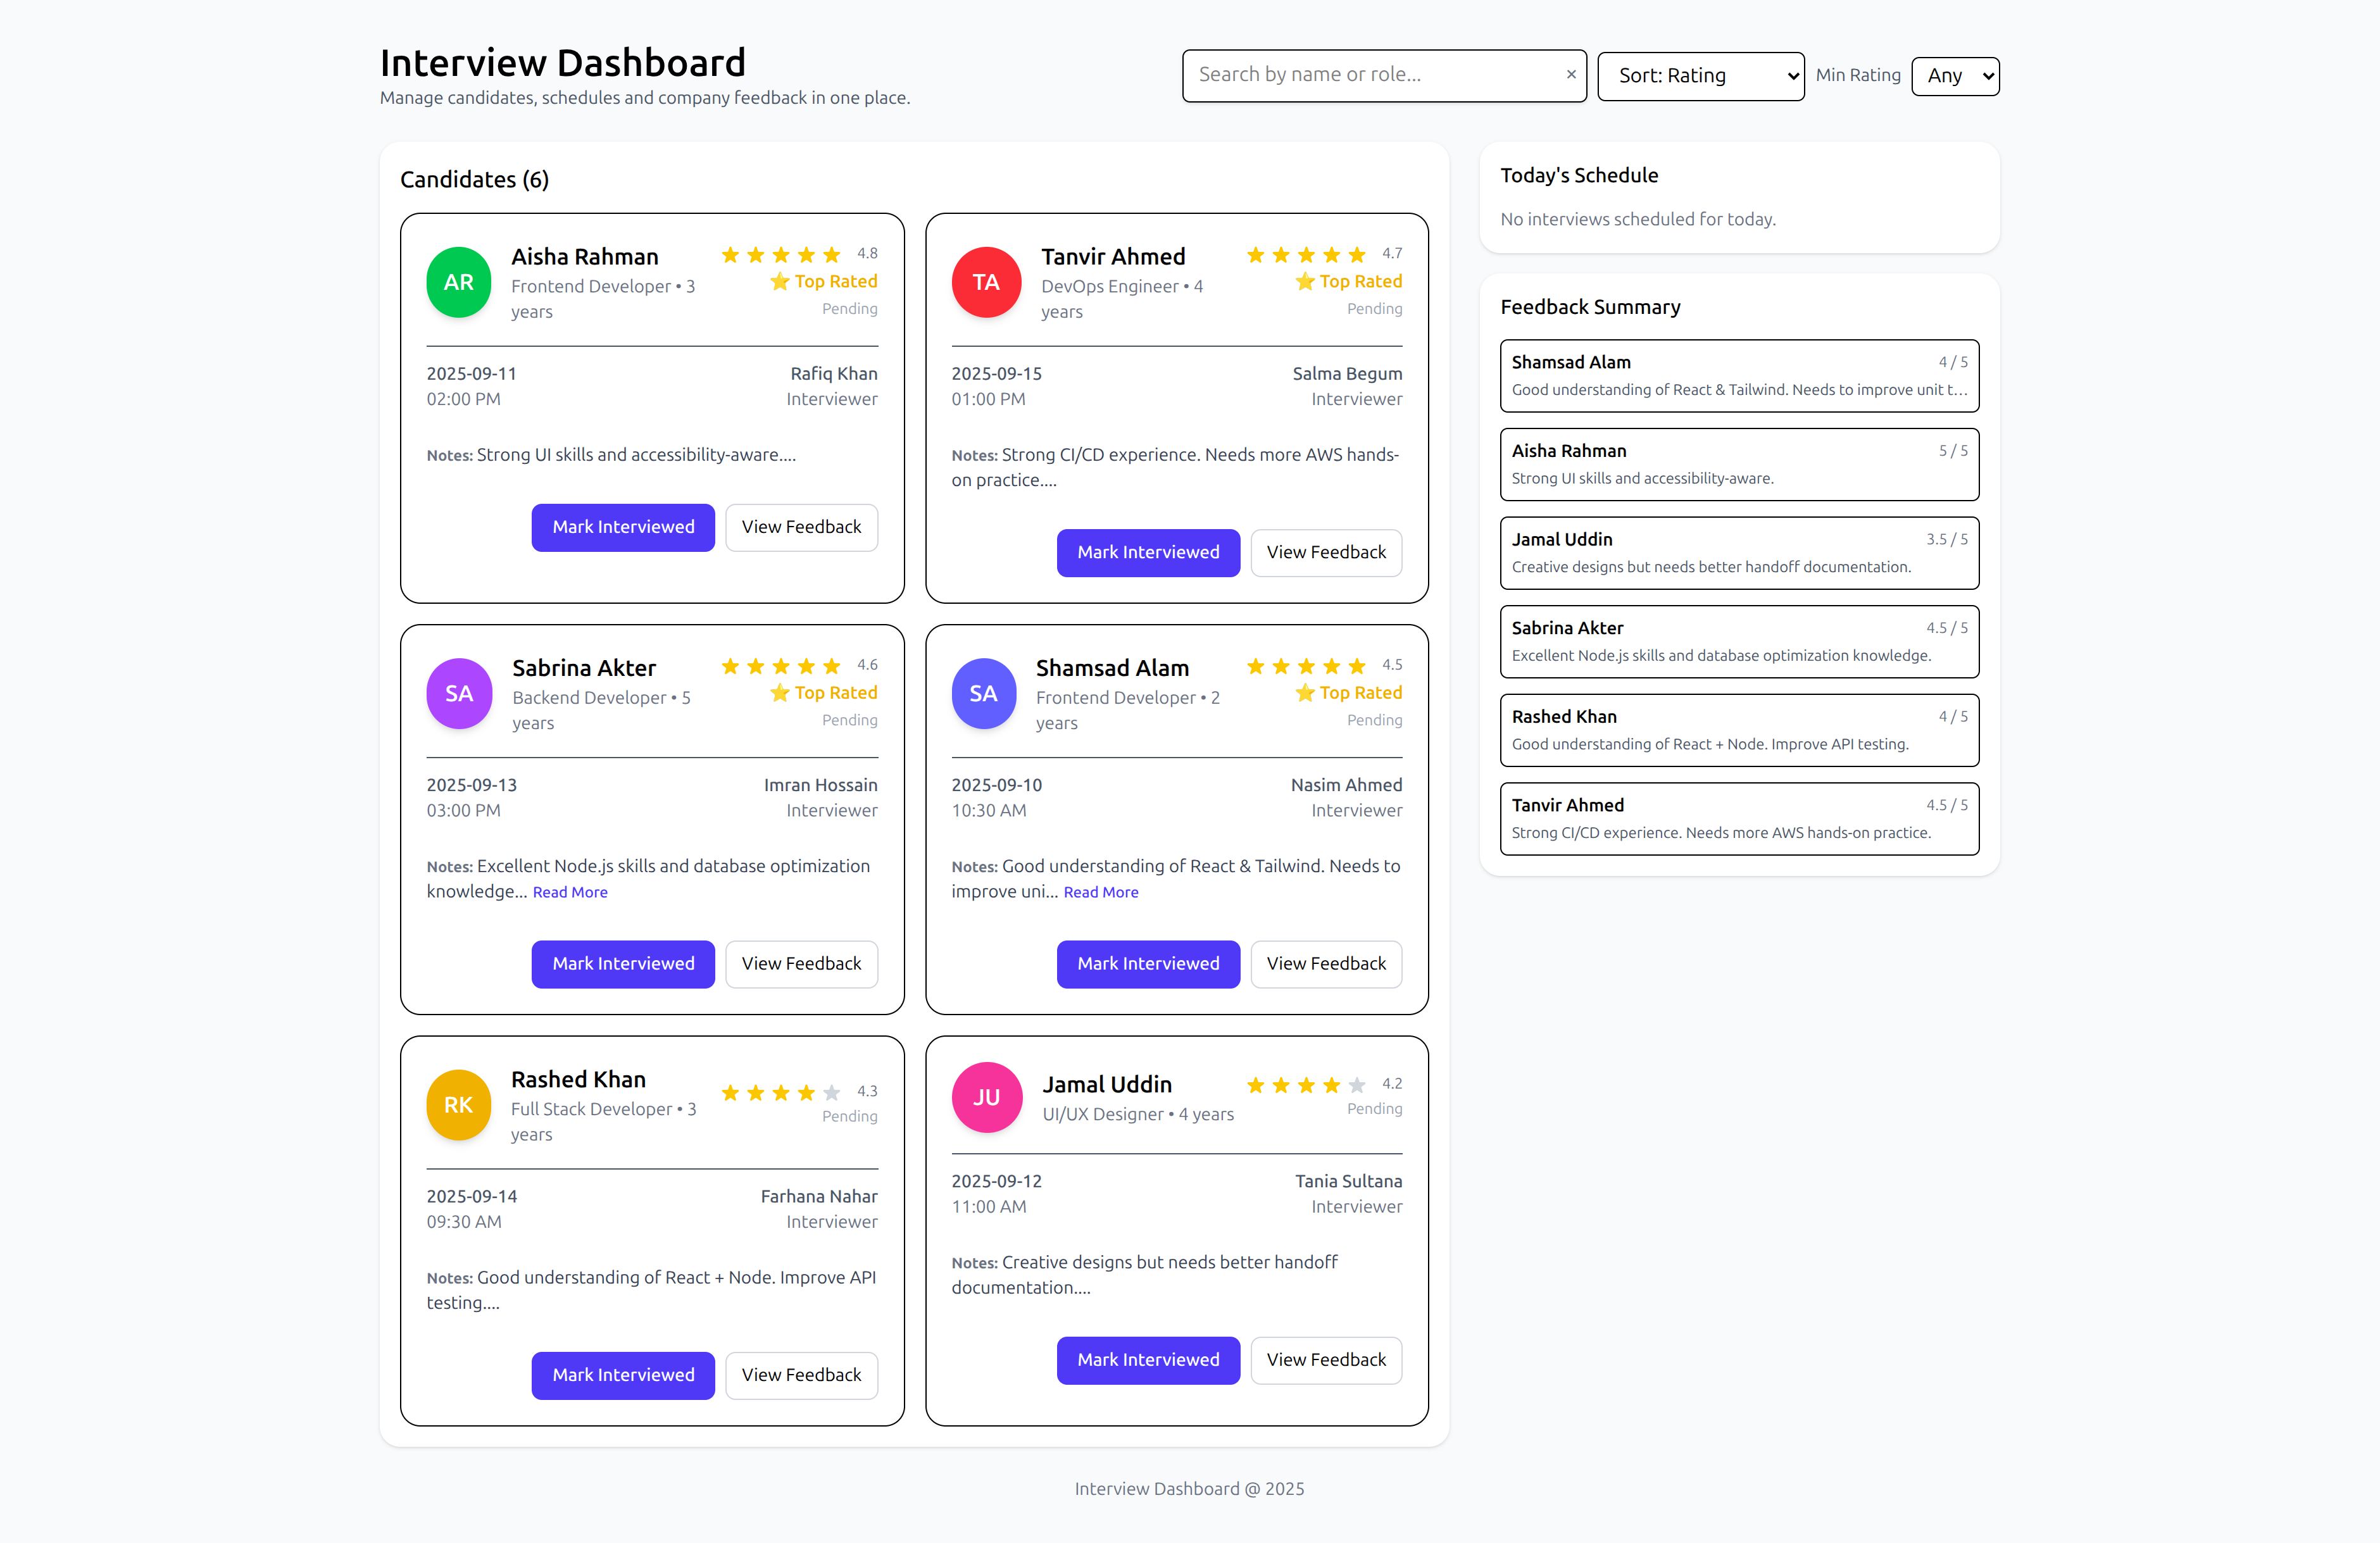 Interview Dashboard
Manage candidates, schedules and company feedback in one place.
Search by name or role...
×
Sort: Rating
Min Rating
Any
Candidates (6)
AR
Aisha Rahman
Frontend Developer • 3
years
4.8
⭐ Top Rated
Pending
2025-09-11
Rafiq Khan
02:00 PM
Interviewer
Notes: Strong UI skills and accessibility-aware....
Mark Interviewed
View Feedback
TA
Tanvir Ahmed
DevOps Engineer • 4
years
4.7
⭐ Top Rated
Pending
2025-09-15
Salma Begum
01:00 PM
Interviewer
Notes: Strong CI/CD experience. Needs more AWS hands-
on practice....
Mark Interviewed
View Feedback
SA
Sabrina Akter
Backend Developer • 5
years
4.6
⭐ Top Rated
Pending
2025-09-13
Imran Hossain
03:00 PM
Interviewer
Notes: Excellent Node.js skills and database optimization
knowledge... Read More
Mark Interviewed
View Feedback
SA
Shamsad Alam
Frontend Developer • 2
years
4.5
⭐ Top Rated
Pending
2025-09-10
Nasim Ahmed
10:30 AM
Interviewer
Notes: Good understanding of React & Tailwind. Needs to
improve uni... Read More
Mark Interviewed
View Feedback
RK
Rashed Khan
Full Stack Developer • 3
years
4.3
Pending
2025-09-14
Farhana Nahar
09:30 AM
Interviewer
Notes: Good understanding of React + Node. Improve API
testing....
Mark Interviewed
View Feedback
JU
Jamal Uddin
UI/UX Designer • 4 years
4.2
Pending
2025-09-12
Tania Sultana
11:00 AM
Interviewer
Notes: Creative designs but needs better handoff
documentation....
Mark Interviewed
View Feedback
Today's Schedule
No interviews scheduled for today.
Feedback Summary
Shamsad Alam
4 / 5
Good understanding of React & Tailwind. Needs to improve unit t...
Aisha Rahman
5 / 5
Strong UI skills and accessibility-aware.
Jamal Uddin
3.5 / 5
Creative designs but needs better handoff documentation.
Sabrina Akter
4.5 / 5
Excellent Node.js skills and database optimization knowledge.
Rashed Khan
4 / 5
Good understanding of React + Node. Improve API testing.
Tanvir Ahmed
4.5 / 5
Strong CI/CD experience. Needs more AWS hands-on practice.
Interview Dashboard @ 2025